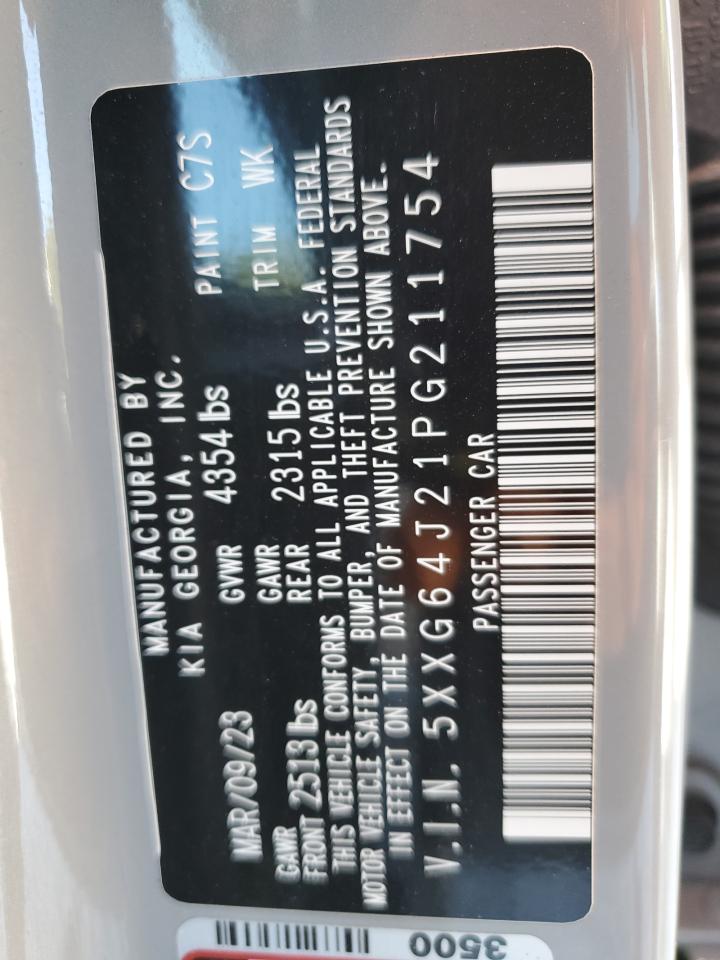 MANUFACTURED BY
KIA GEORGIA, INC.
MAR/09/23 GVWR 4354 lbs PAINT C7S
GAWR FRONT 2513 lbs GAWR REAR 2315 lbs TRIM WK
THIS VEHICLE CONFORMS TO ALL APPLICABLE U.S.A. FEDERAL
MOTOR VEHICLE SAFETY, BUMPER, AND THEFT PREVENTION STANDARDS
IN EFFECT ON THE DATE OF MANUFACTURE SHOWN ABOVE.
V.I.N. 5XXG64J21PG211754
PASSENGER CAR
3500